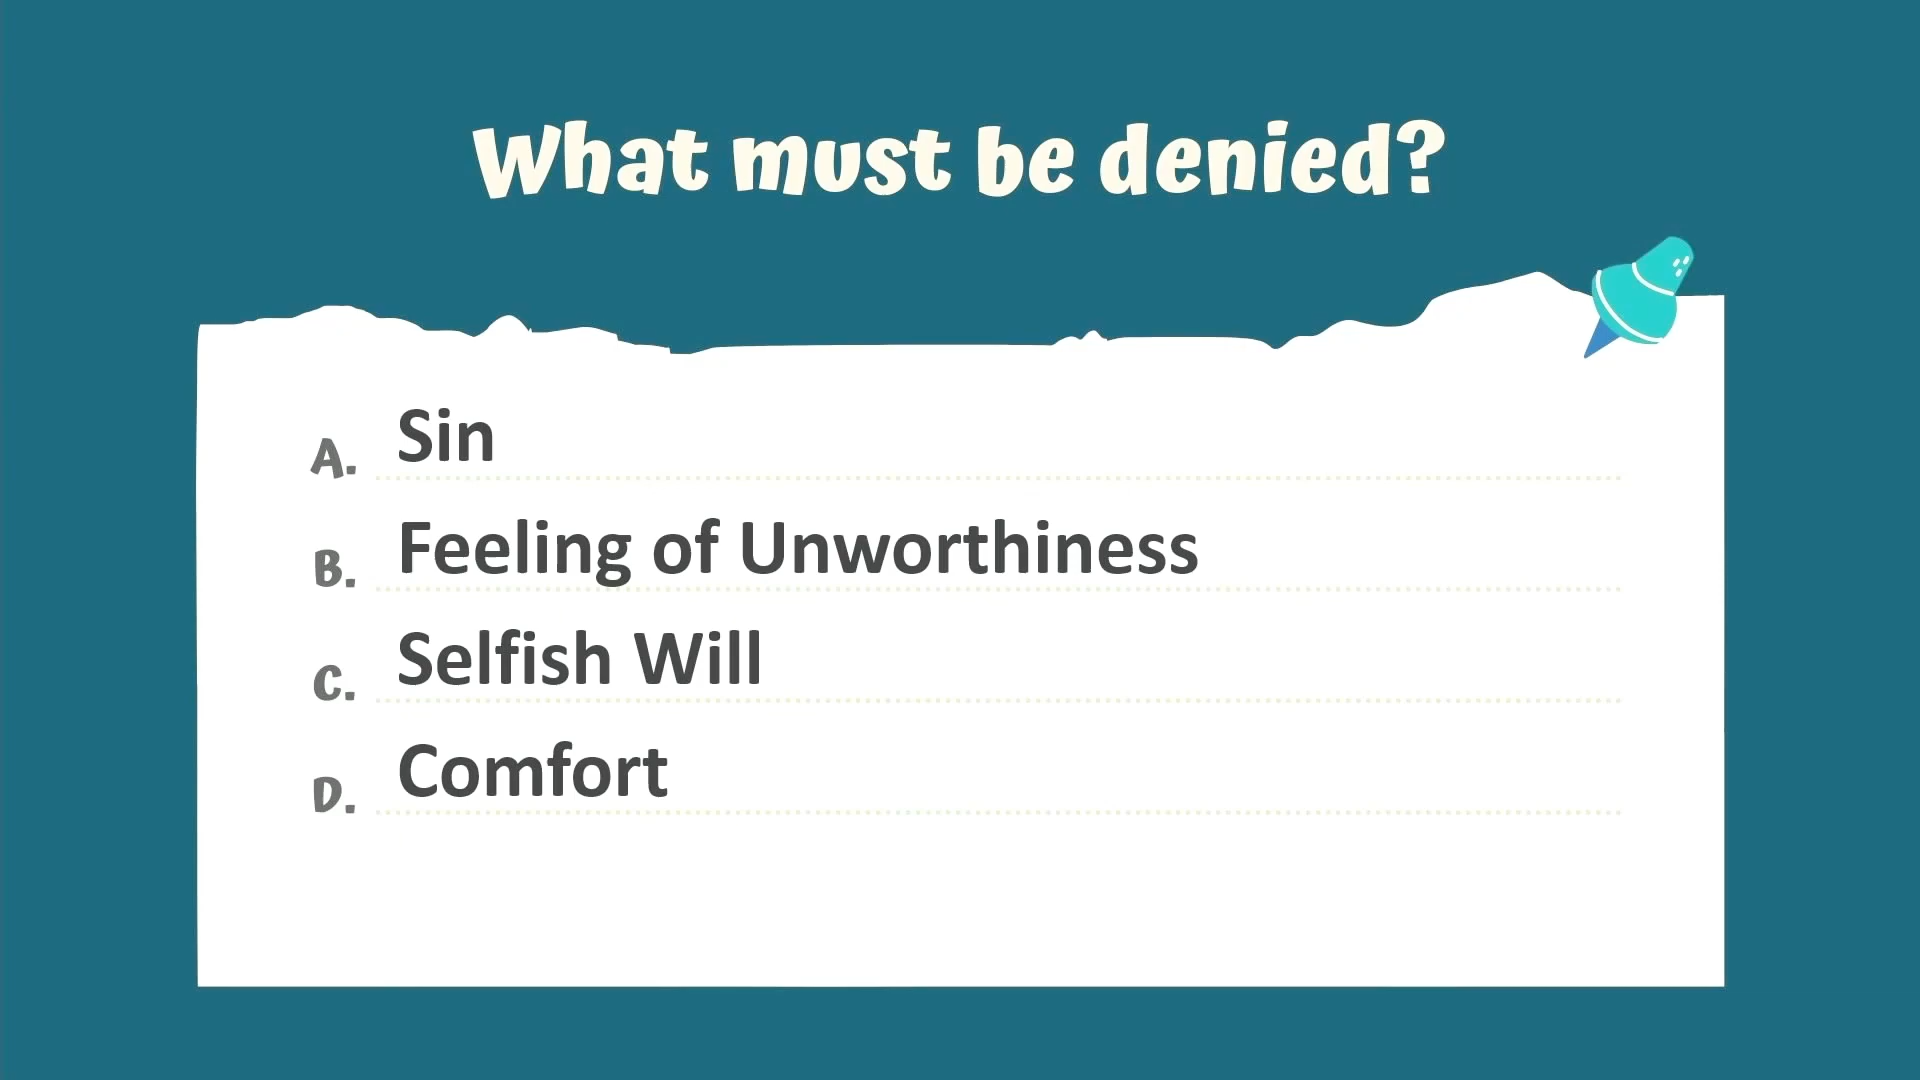 What must be denied?
A. Sin
B. Feeling of Unworthiness
C. Selfish Will
D. Comfort